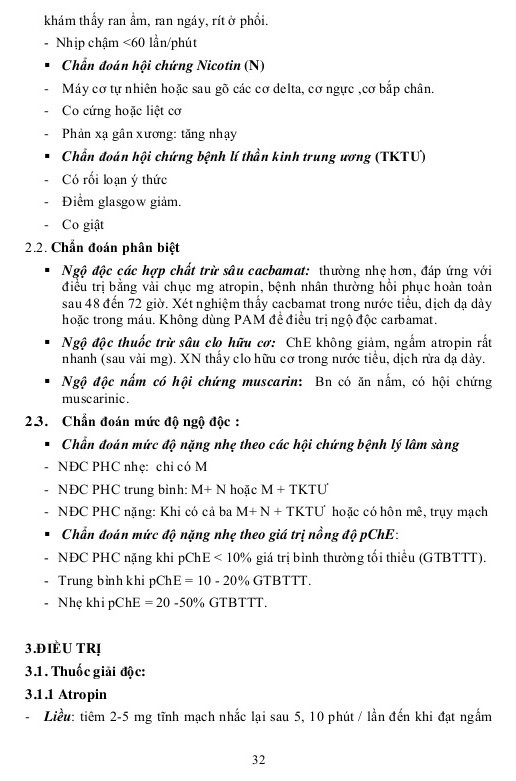 khám thấy ran ẩm, ran ngáy, rít ở phổi.
- Nhịp chậm <60 lần/phút
▪ Chẩn đoán hội chứng Nicotin (N)
- Máy cơ tự nhiên hoặc sau gõ các cơ delta, cơ ngực ,cơ bắp chân.
- Co cứng hoặc liệt cơ
- Phản xạ gân xương: tăng nhạy
▪ Chẩn đoán hội chứng bệnh lí thần kinh trung ương (TKTƯ)
- Có rối loạn ý thức
- Điểm glasgow giảm.
- Co giật
2.2. Chẩn đoán phân biệt
▪ Ngộ độc các hợp chất trừ sâu cacbamat: thường nhẹ hơn, đáp ứng với
điều trị bằng vài chục mg atropin, bệnh nhân thường hồi phục hoàn toàn
sau 48 đến 72 giờ. Xét nghiệm thấy cacbamat trong nước tiểu, dịch dạ dày
hoặc trong máu. Không dùng PAM để điều trị ngộ độc carbamat.
▪ Ngộ độc thuốc trừ sâu clo hữu cơ: ChE không giảm, ngấm atropin rất
nhanh (sau vài mg). XN thấy clo hữu cơ trong nước tiểu, dịch rửa dạ dày.
▪ Ngộ độc nấm có hội chứng muscarin: Bn có ăn nấm, có hội chứng
muscarinic.
2.3. Chẩn đoán mức độ ngộ độc :
▪ Chẩn đoán mức độ nặng nhẹ theo các hội chứng bệnh lý lâm sàng
- NĐC PHC nhẹ: chỉ có M
- NĐC PHC trung bình: M+ N hoặc M + TKTƯ
- NĐC PHC nặng: Khi có cả ba M+ N + TKTƯ hoặc có hôn mê, trụy mạch
▪ Chẩn đoán mức độ nặng nhẹ theo giá trị nồng độ pChE:
- NĐC PHC nặng khi pChE < 10% giá trị bình thường tối thiểu (GTBTTT).
- Trung bình khi pChE = 10 - 20% GTBTTT.
- Nhẹ khi pChE = 20 -50% GTBTTT.
3.ĐIỀU TRỊ
3.1. Thuốc giải độc:
3.1.1 Atropin
- Liều: tiêm 2-5 mg tĩnh mạch nhắc lại sau 5, 10 phút / lần đến khi đạt ngấm
32